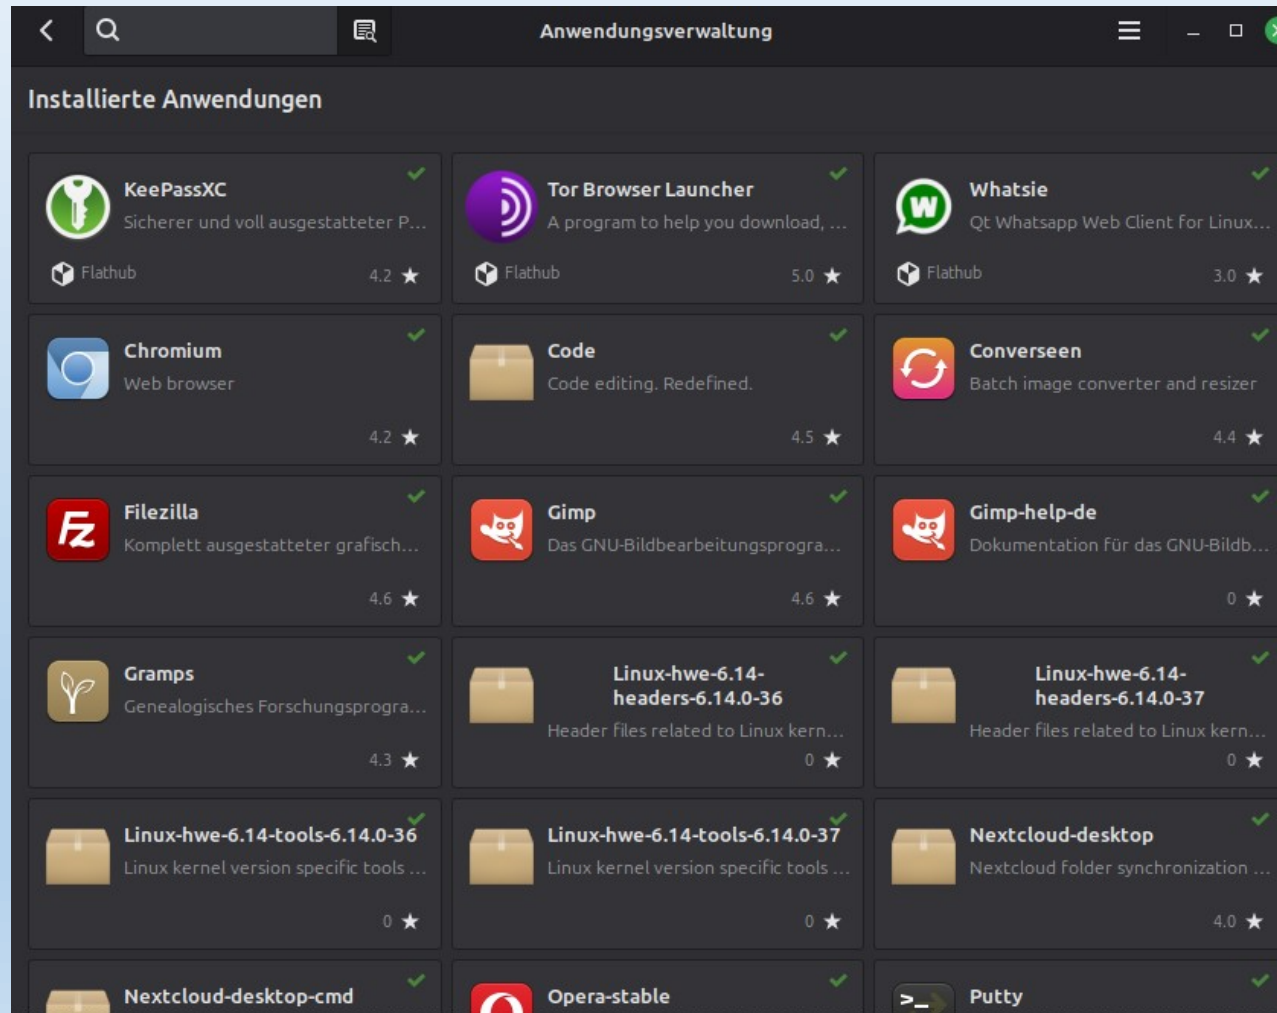 Anwendungsverwaltung
Installierte Anwendungen
KeePassXC
Sicherer und voll ausgestatteter P...
Flathub
4.2 ★
Tor Browser Launcher
A program to help you download, ...
Flathub
5.0 ★
W
Whatsie
Qt Whatsapp Web Client for Linux...
Flathub
3.0 ★
Chromium
Web browser
4.2 ★
Code
Code editing. Redefined.
4.5 ★
Converseen
Batch image converter and resizer
4.4 ★
Fz
Filezilla
Komplett ausgestatteter grafisch...
4.6 ★
Gimp
Das GNU-Bildbearbeitungsprogra...
4.6 ★
Gimp-help-de
Dokumentation für das GNU-Bildb...
0 ★
Gramps
Genealogisches Forschungsprogra...
4.3 ★
Linux-hwe-6.14-
headers-6.14.0-36
Header files related to Linux kern...
0 ★
Linux-hwe-6.14-
headers-6.14.0-37
Header files related to Linux kern...
0 ★
Linux-hwe-6.14-tools-6.14.0-36
Linux kernel version specific tools ...
0 ★
Linux-hwe-6.14-tools-6.14.0-37
Linux kernel version specific tools ...
0 ★
Nextcloud-desktop
Nextcloud folder synchronization ...
4.0 ★
Nextcloud-desktop-cmd
Opera-stable
>_
Putty